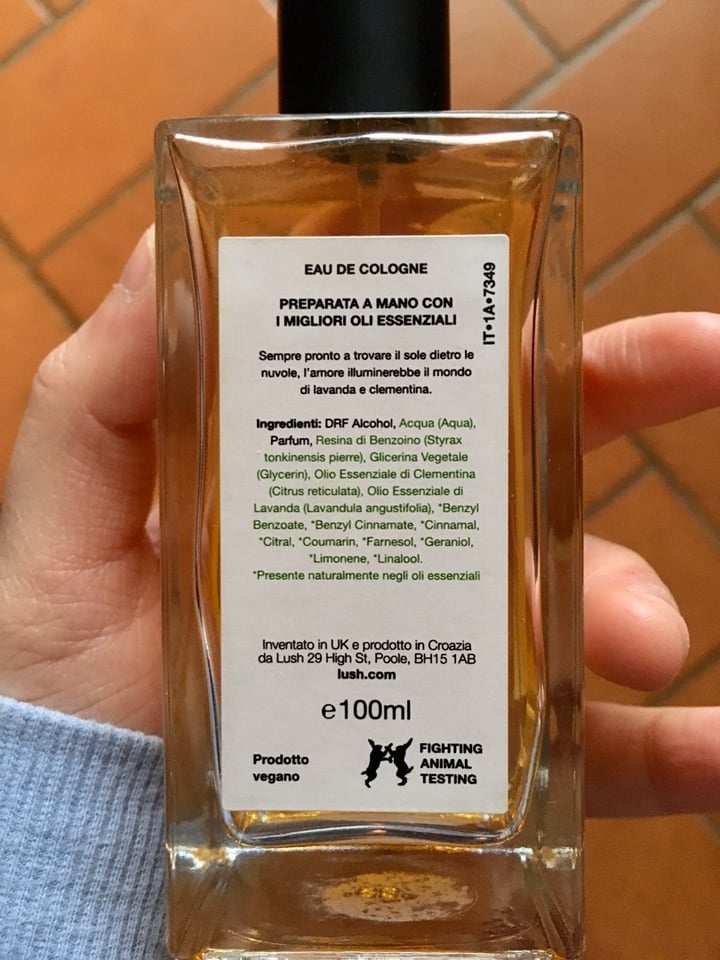 EAU DE COLOGNE
IT•1A•7349
PREPARATA A MANO CON
I MIGLIORI OLI ESSENZIALI
Sempre pronto a trovare il sole dietro le
nuvole, l'amore illuminerebbe il mondo
di lavanda e clementina.
Ingredienti: DRF Alcohol, Acqua (Aqua),
Parfum, Resina di Benzoino (Styrax
tonkinensis pierre), Glicerina Vegetale
(Glycerin), Olio Essenziale di Clementina
(Citrus reticulata), Olio Essenziale di
Lavanda (Lavandula angustifolia), *Benzyl
Benzoate, *Benzyl Cinnamate, *Cinnamal,
*Citral, *Coumarin, *Farnesol, *Geraniol,
*Limonene, *Linalool.
*Presente naturalmente negli oli essenziali
Inventato in UK e prodotto in Croazia
da Lush 29 High St, Poole, BH15 1AB
lush.com
e100ml
Prodotto
vegano
FIGHTING
ANIMAL
TESTING